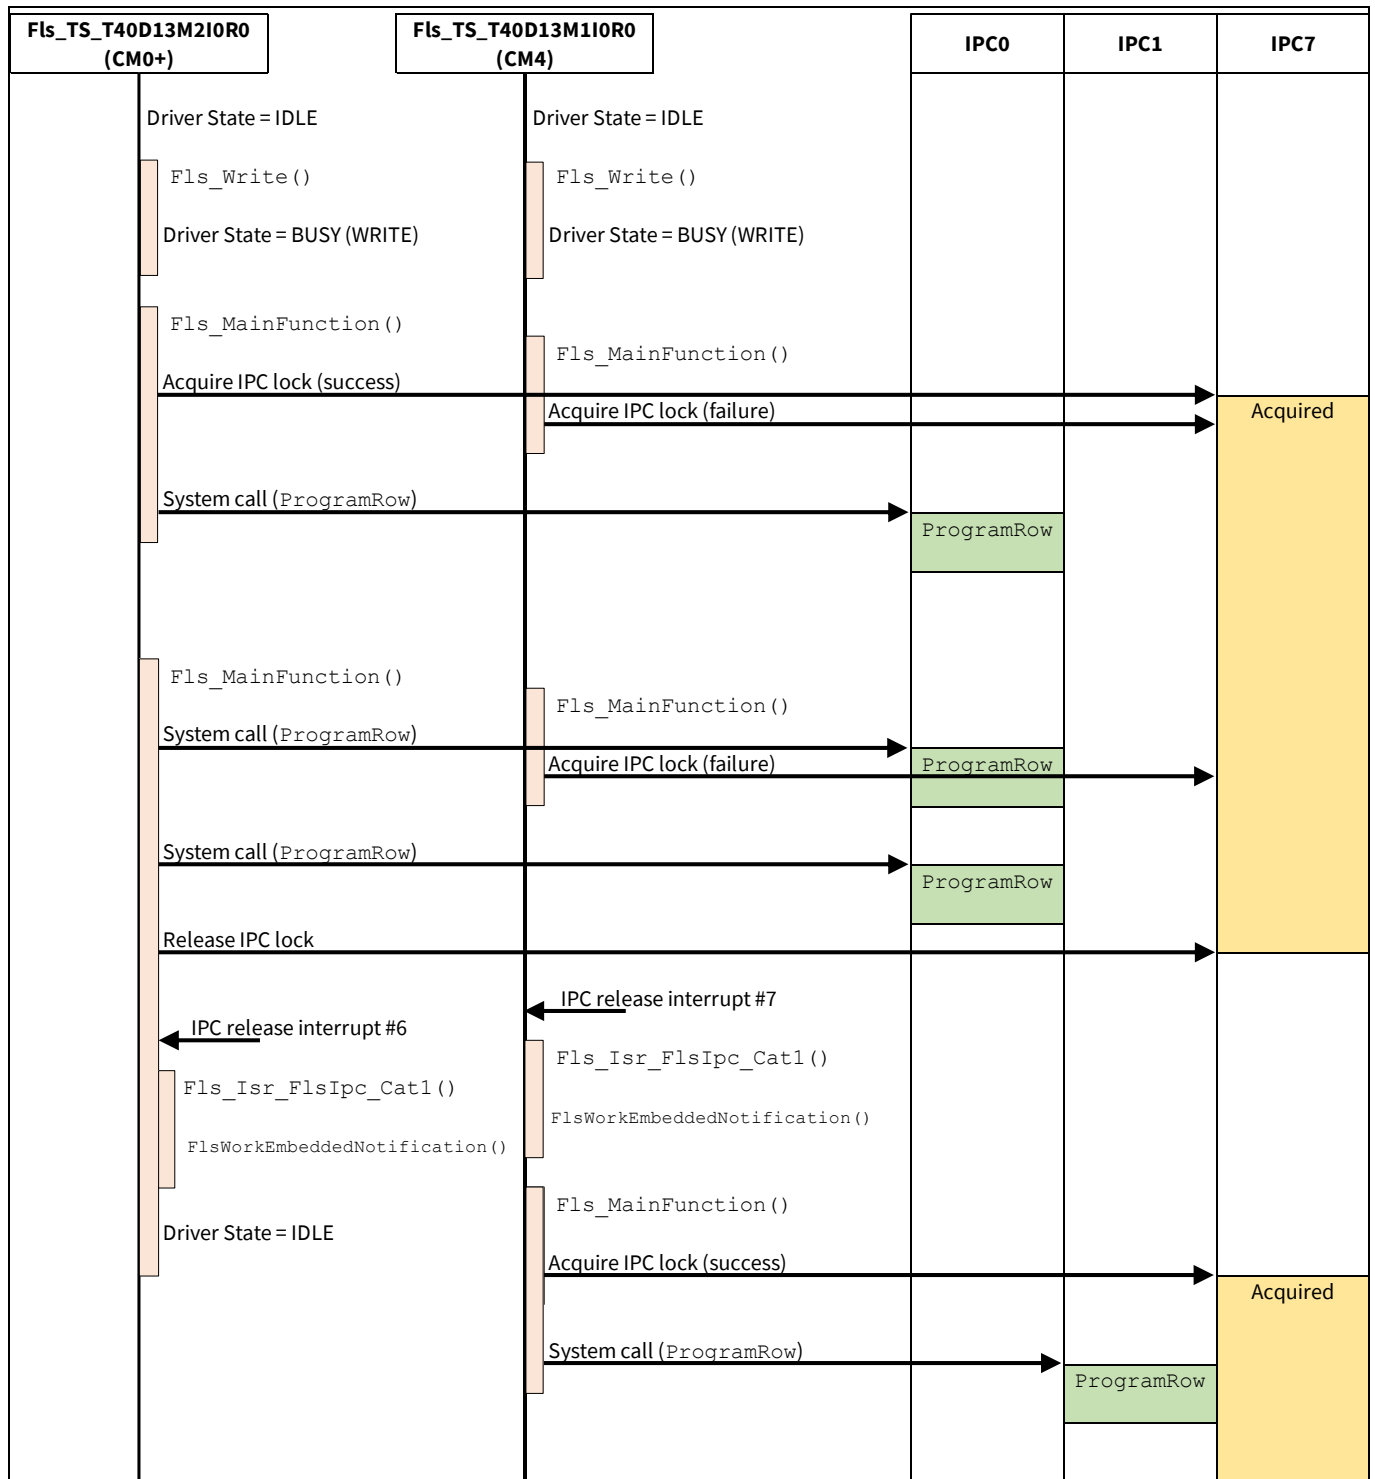 Fls_TS_T40D13M2I0R0
(CM0+)
Fls_TS_T40D13M1I0R0
(CM4)
IPC0
IPC1
IPC7
Driver State = IDLE
Driver State = IDLE
Fls_Write()
Fls_Write()
Driver State = BUSY (WRITE)
Driver State = BUSY (WRITE)
Fls_MainFunction()
Fls_MainFunction()
Acquire IPC lock (success)
Acquire IPC lock (failure)
Acquired
System call (ProgramRow)
ProgramRow
Fls_MainFunction()
Fls_MainFunction()
System call (ProgramRow)
Acquire IPC lock (failure)
ProgramRow
System call (ProgramRow)
ProgramRow
Release IPC lock
IPC release interrupt #7
IPC release interrupt #6
Fls_Isr_FlsIpc_Cat1()
Fls_Isr_FlsIpc_Cat1()
FlsWorkEmbeddedNotification()
FlsWorkEmbeddedNotification()
Fls_MainFunction()
Driver State = IDLE
Acquire IPC lock (success)
Acquired
System call (ProgramRow)
ProgramRow